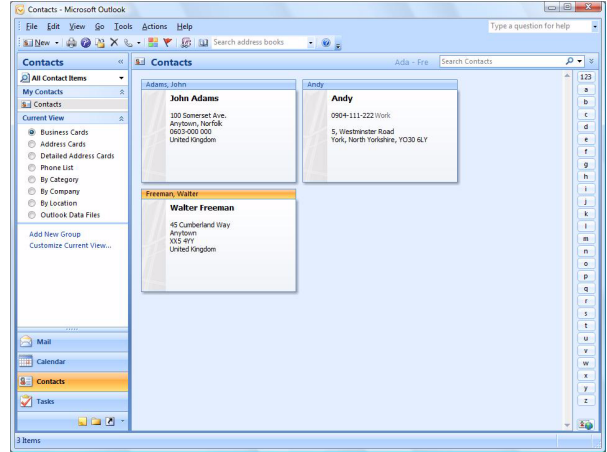 Contacts - Microsoft Outlook
File Edit View Go Tools Actions Help
Type a question for help
New
Search address books
Contacts
All Contact Items
My Contacts
Contacts
Current View
Business Cards
Address Cards
Detailed Address Cards
Phone List
By Category
By Company
By Location
Outlook Data Files
Add New Group
Customize Current View...
Mail
Calendar
Contacts
Tasks
Contacts
Ada - Fre
Search Contacts
Adams, John
John Adams
100 Somerset Ave.
Anytown, Norfolk
0603-000 000
United Kingdom
Andy
Andy
0904-111-222 Work
5, Westminster Road
York, North Yorkshire, YO30 6LY
Freeman, Walter
Walter Freeman
45 Cumberland Way
Anytown
XX5 4YY
United Kingdom
123
a
b
c
d
e
f
g
h
i
j
k
l
m
n
o
p
q
r
s
t
u
v
w
x
y
z
3 Items